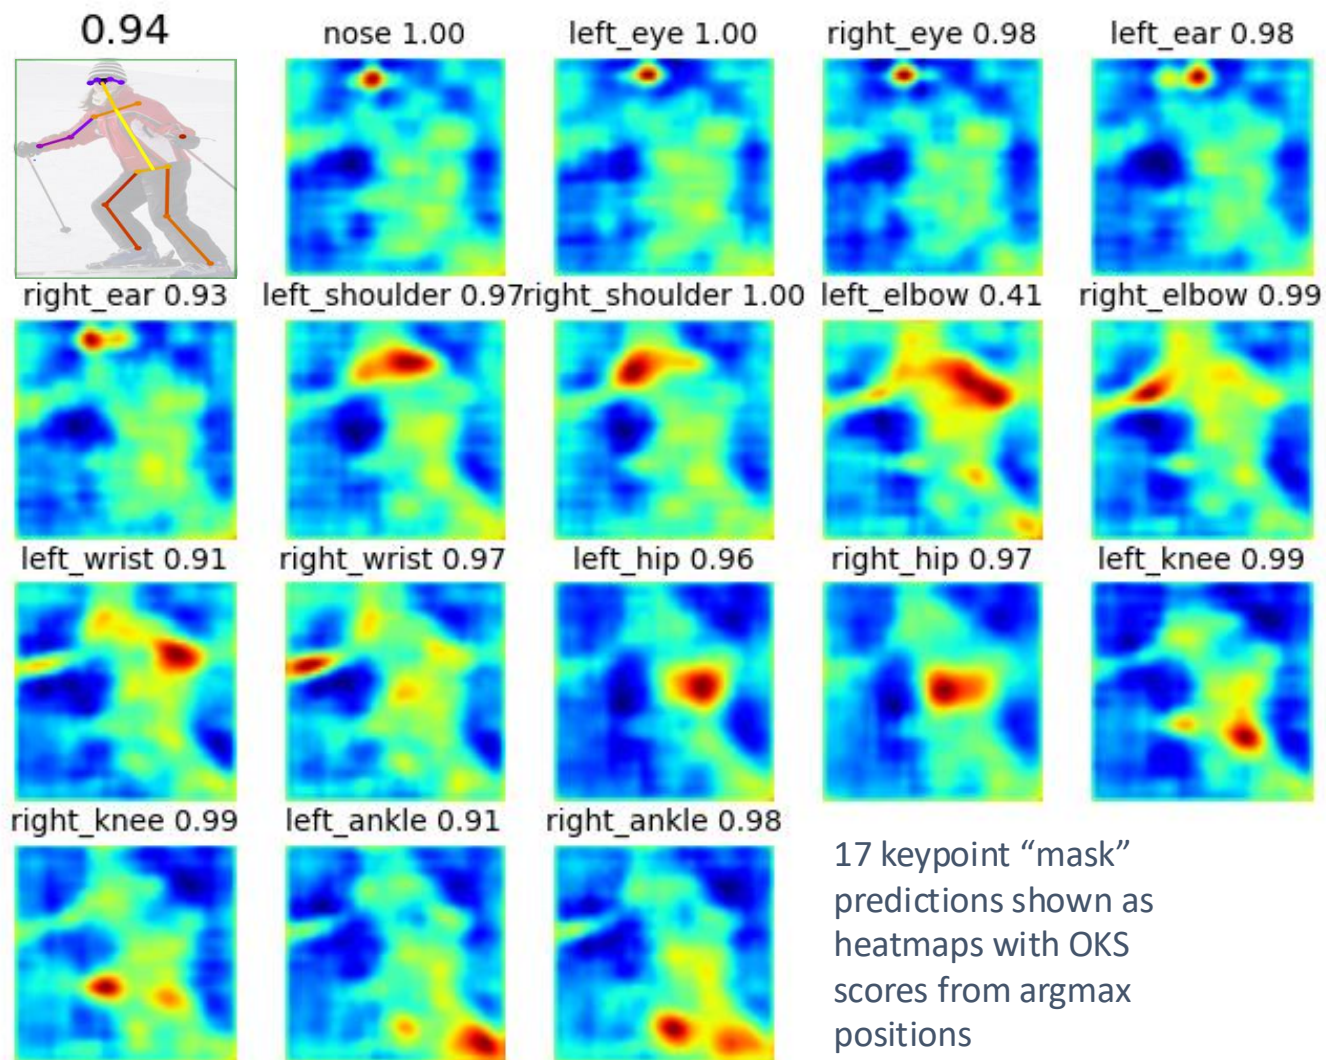 0.94
nose 1.00
left_eye 1.00
right_eye 0.98
left_ear 0.98
right_ear 0.93
left_shoulder 0.97
right_shoulder 1.00
left_elbow 0.41
right_elbow 0.99
left_wrist 0.91
right_wrist 0.97
left_hip 0.96
right_hip 0.97
left_knee 0.99
right_knee 0.99
left_ankle 0.91
right_ankle 0.98
17 keypoint “mask”
predictions shown as
heatmaps with OKS
scores from argmax
positions